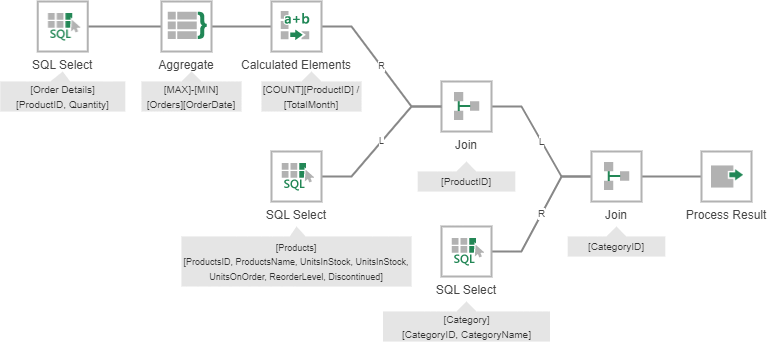 SQL
a+b
SQL Select
Aggregate
Calculated Elements
[Order Details]
[ProductID, Quantity]
[MAX]-[MIN]
[Orders][OrderDate]
[COUNT][ProductID] /
[TotalMonth]
R
L
Join
[ProductID]
SQL
SQL Select
[Products]
[ProductsID, ProductsName, UnitsInStock, UnitsInStock,
UnitsOnOrder, ReorderLevel, Discontinued]
L
R
Join
[CategoryID]
Process Result
SQL
SQL Select
[Category]
[CategoryID, CategoryName]